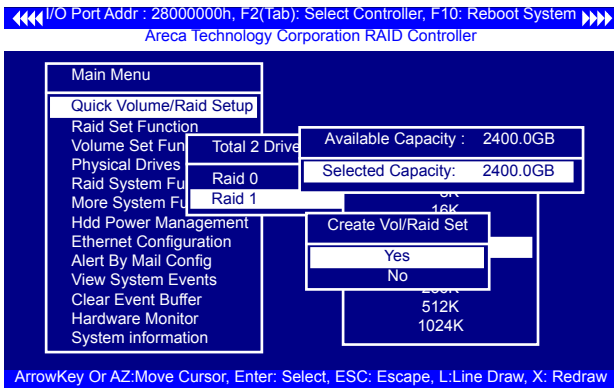 I/O Port Addr : 28000000h, F2(Tab): Select Controller, F10: Reboot System
Areca Technology Corporation RAID Controller
Main Menu
Quick Volume/Raid Setup
Raid Set Function
Volume Set Fun
Physical Drives
Raid System Fu
More System Fu
Hdd Power Management
Ethernet Configuration
Alert By Mail Config
View System Events
Clear Event Buffer
Hardware Monitor
System information
Total 2 Drive
Raid 0
Raid 1
Available Capacity : 2400.0GB
Selected Capacity: 2400.0GB
16K
Create Vol/Raid Set
Yes
No
512K
1024K
ArrowKey Or AZ:Move Cursor, Enter: Select, ESC: Escape, L:Line Draw, X: Redraw